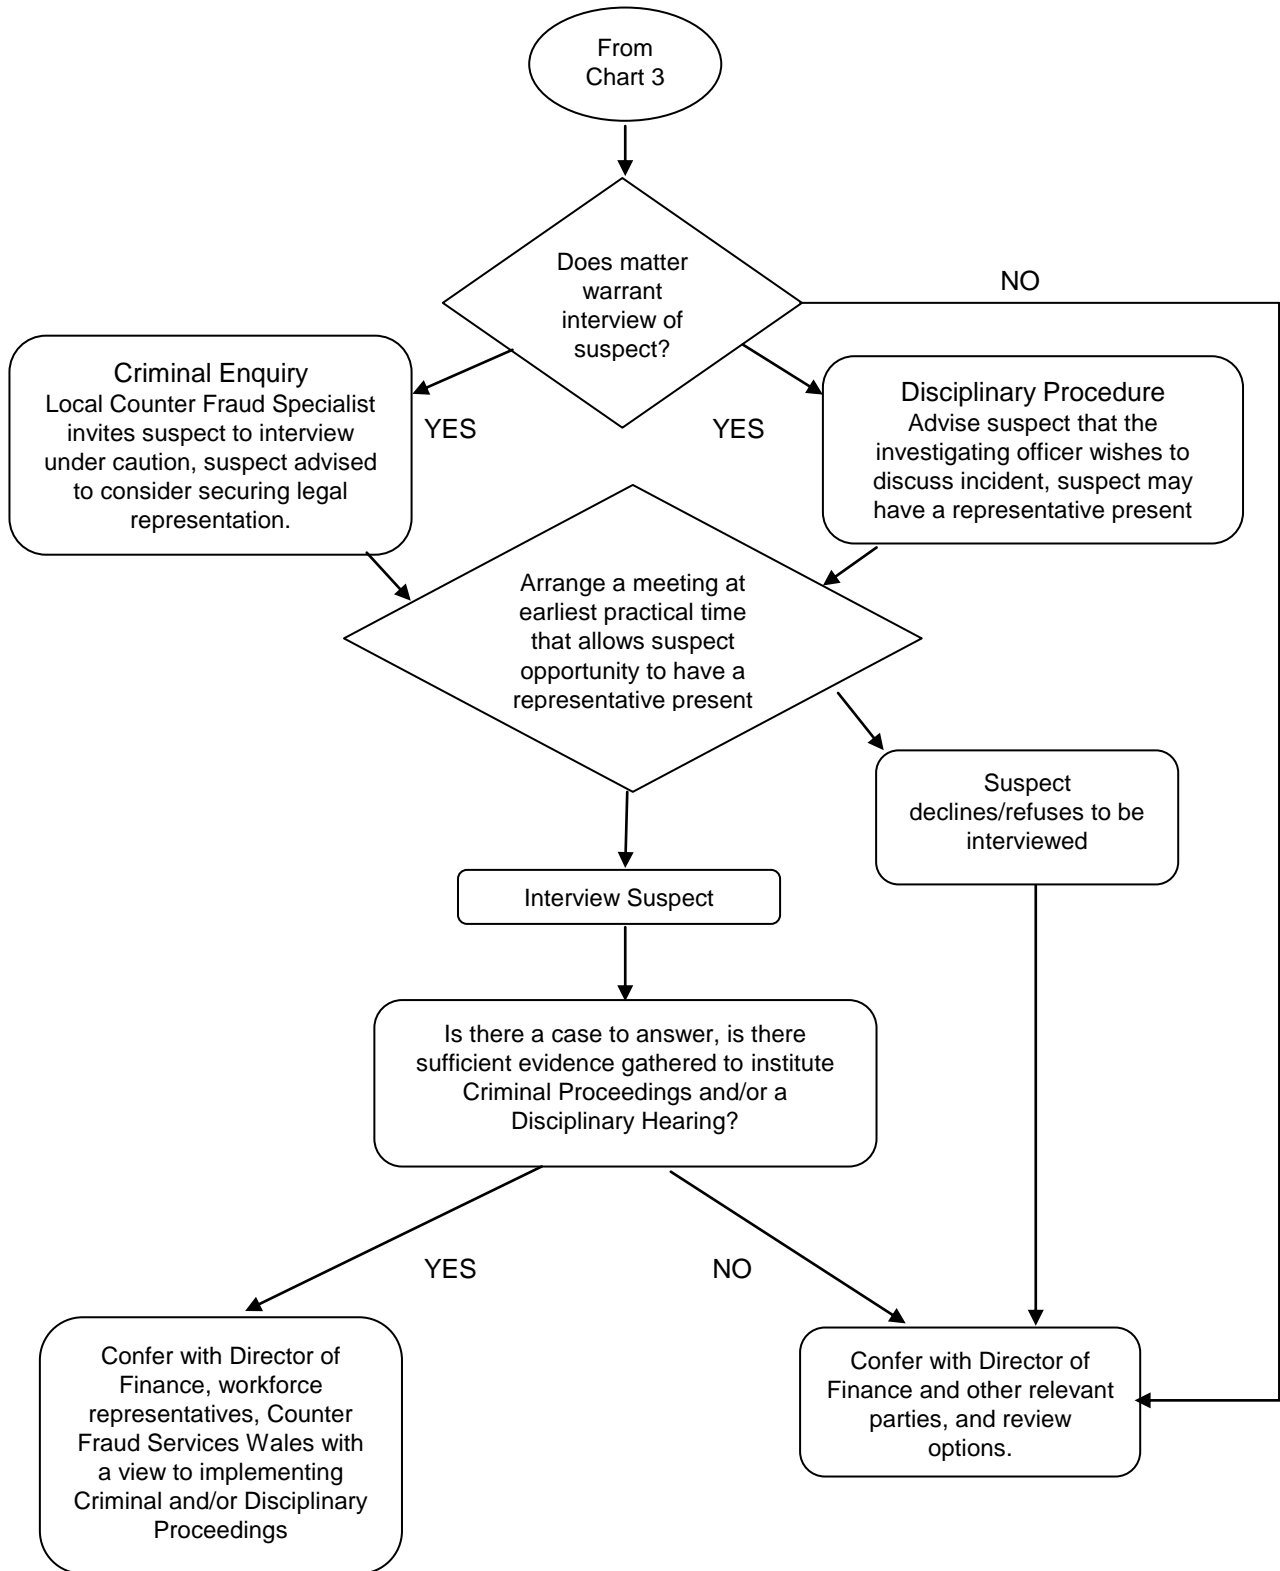 From
Chart 3
Does matter
warrant
interview of
suspect?
NO
Criminal Enquiry
Local Counter Fraud Specialist
invites suspect to interview
under caution, suspect advised
to consider securing legal
representation.
YES
YES
Disciplinary Procedure
Advise suspect that the
investigating officer wishes to
discuss incident, suspect may
have a representative present
Arrange a meeting at
earliest practical time
that allows suspect
opportunity to have a
representative present
Suspect
declines/refuses to be
interviewed
Interview Suspect
Is there a case to answer, is there
sufficient evidence gathered to institute
Criminal Proceedings and/or a
Disciplinary Hearing?
YES
NO
Confer with Director of
Finance, workforce
representatives, Counter
Fraud Services Wales with
a view to implementing
Criminal and/or Disciplinary
Proceedings
Confer with Director of
Finance and other relevant
parties, and review
options.